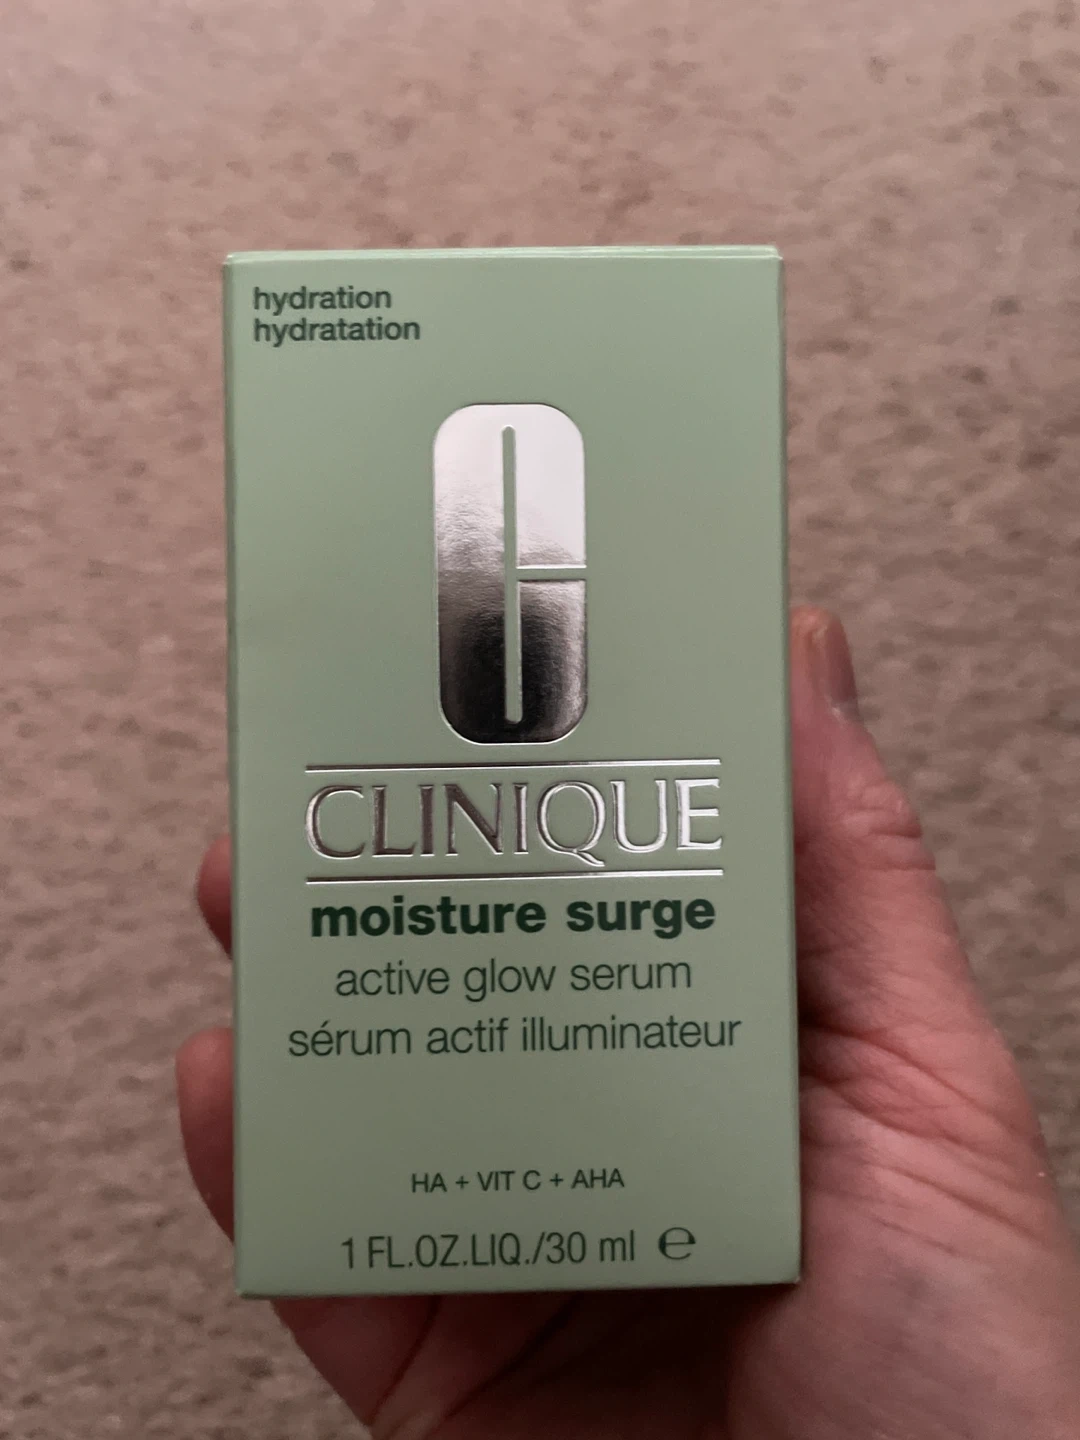 hydration
hydratation
CLINIQUE
moisture surge
active glow serum
sérum actif illuminateur
HA + VIT C + AHA
1 FL.OZ.LIQ./30 ml ℮